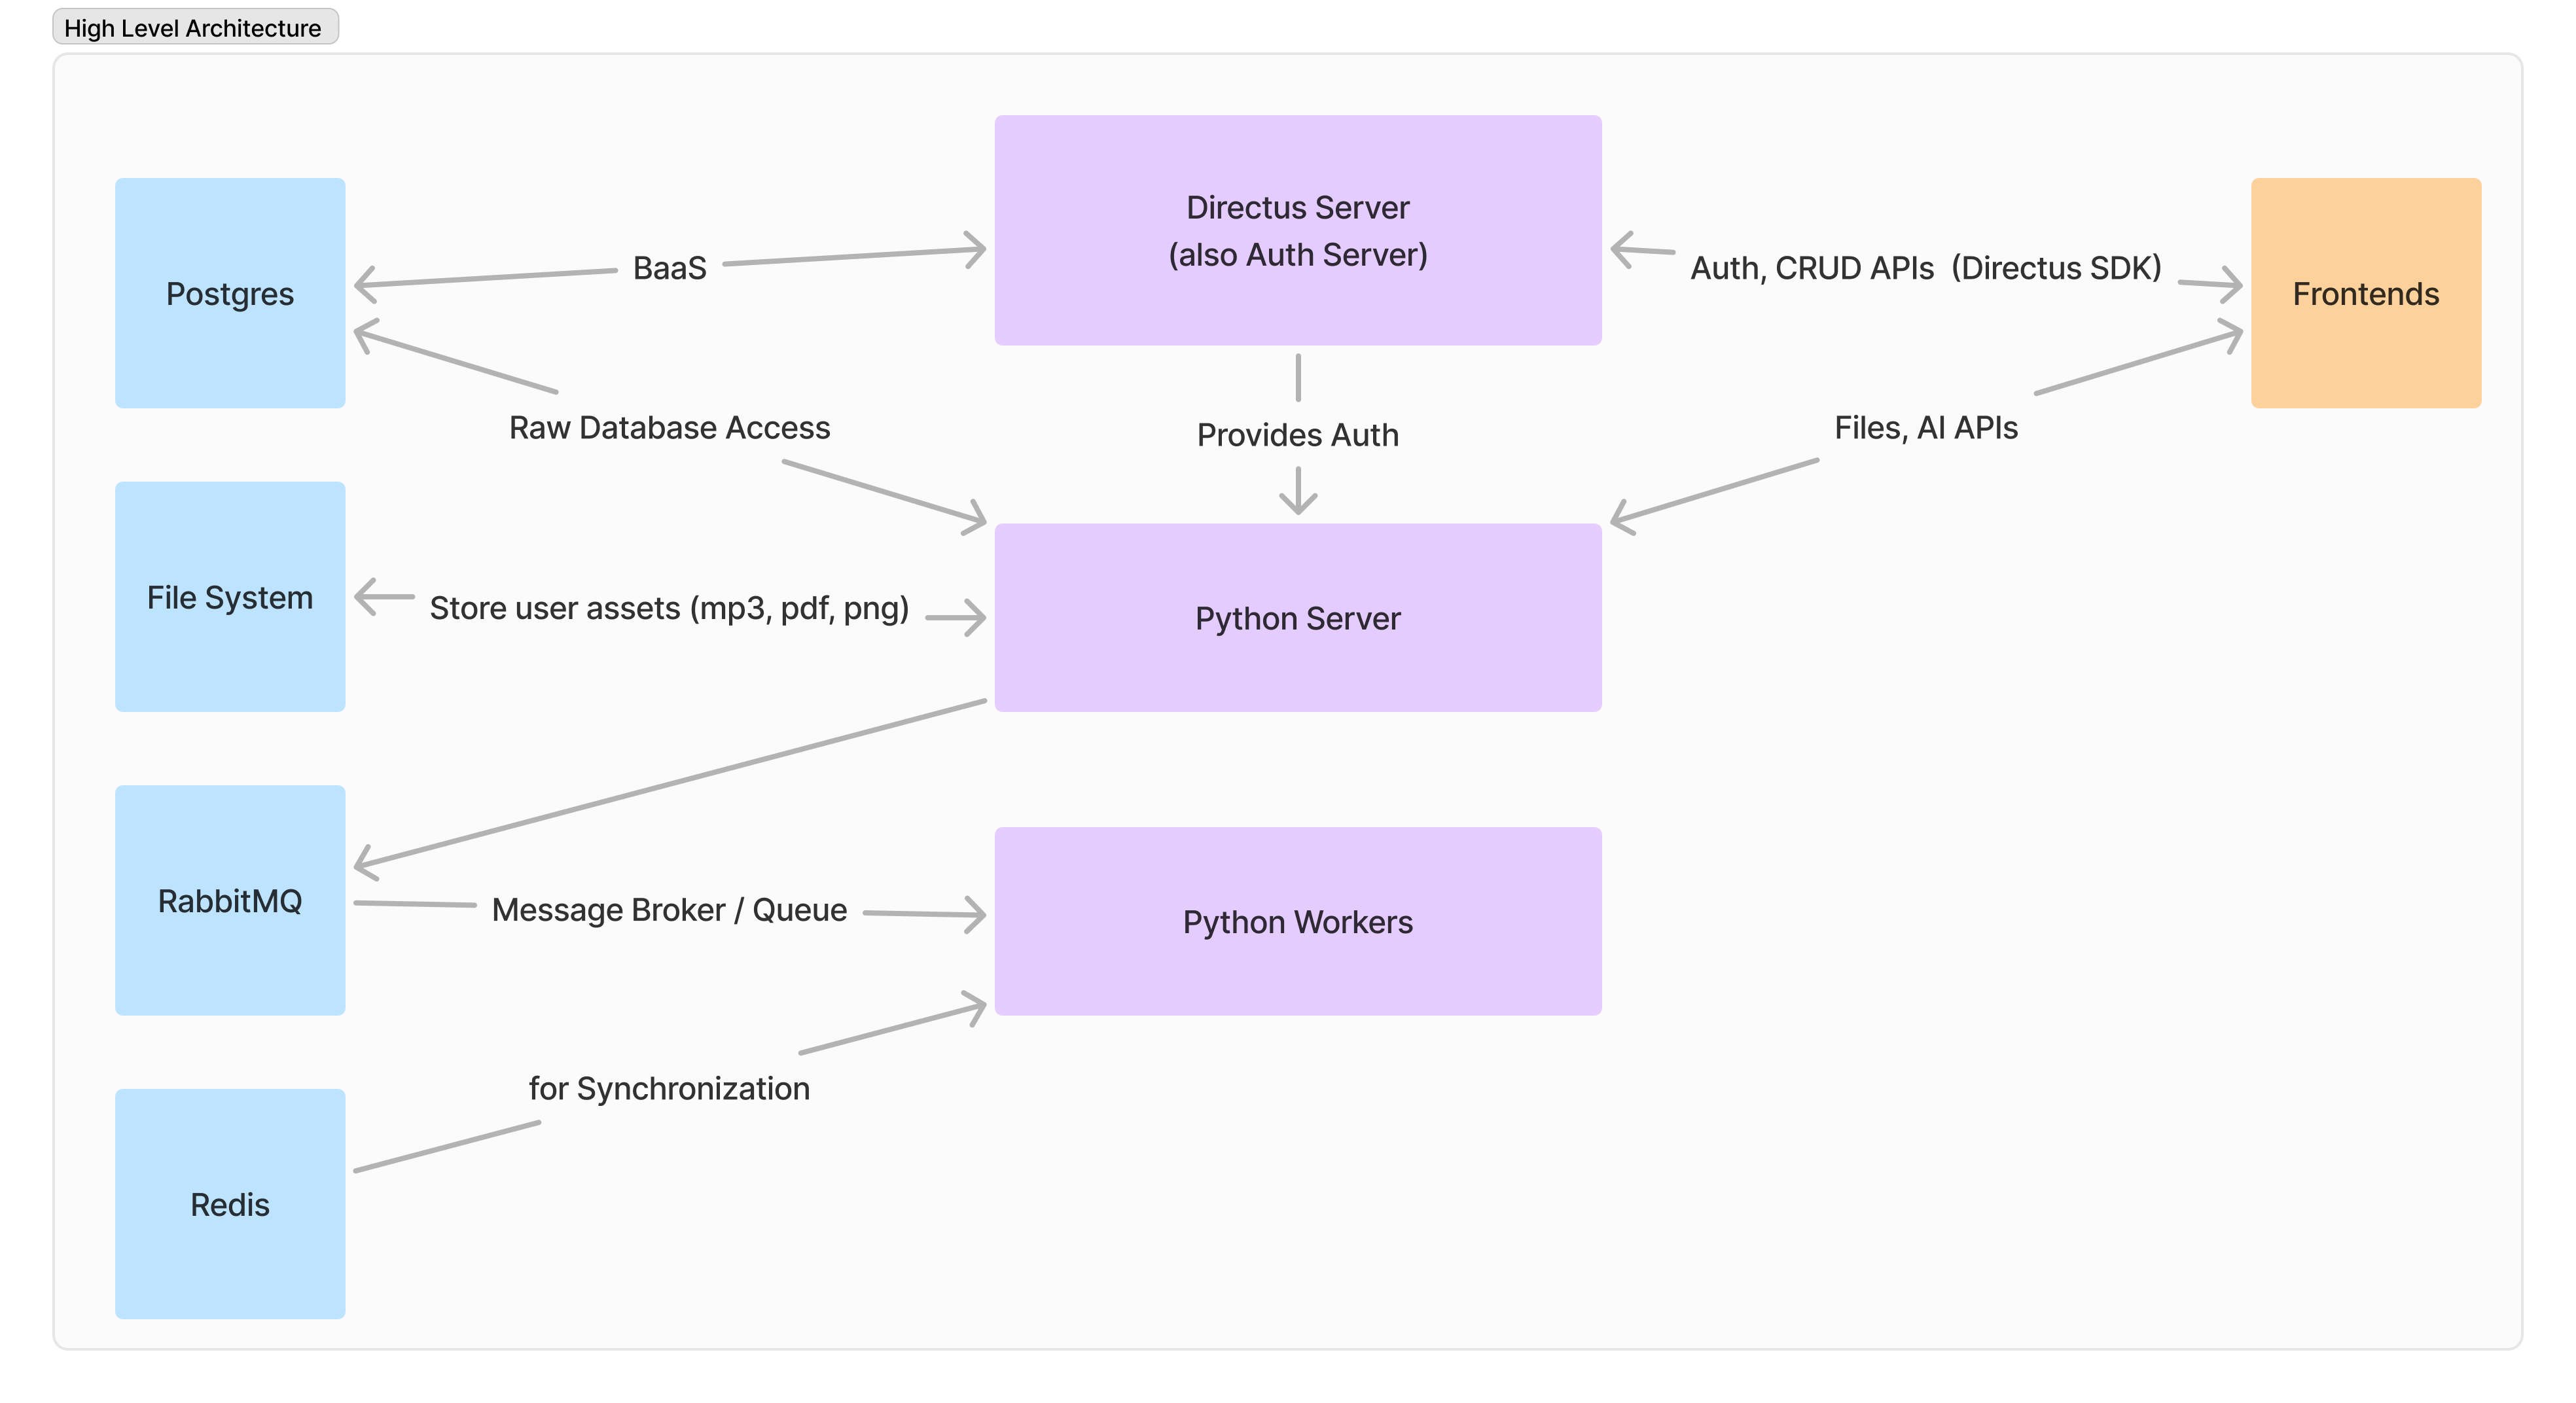 High Level Architecture
Directus Server
(also Auth Server)
Postgres
BaaS
Auth, CRUD APIs  (Directus SDK)
Frontends
Raw Database Access
Provides Auth
Files, AI APIs
File System
Store user assets (mp3, pdf, png)
Python Server
RabbitMQ
Message Broker / Queue
Python Workers
for Synchronization
Redis